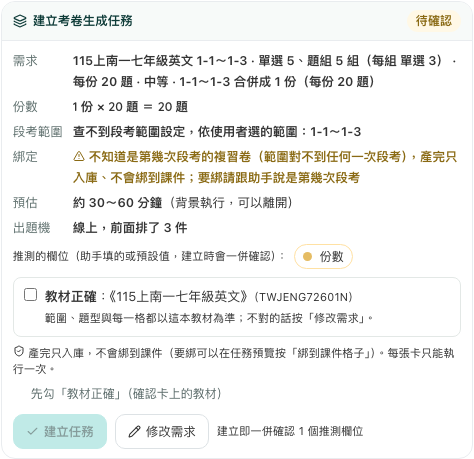 建立考卷生成任務 待確認
需求 115上南一七年級英文 1-1～1-3 · 單選 5、題組 5 組（每組 單選 3） ·
每份 20 題 · 中等 · 1-1～1-3 合併成 1 份（每份 20 題）
份數 1 份 × 20 題 ＝ 20 題
段考範圍 查不到段考範圍設定，依使用者選的範圍：1-1～1-3
綁定 ⚠ 不知道是第幾次段考的複習卷（範圍對不到任何一次段考），產完只
入庫、不會綁到課件；要綁請跟助手說是第幾次段考
預估 約 30～60 分鐘（背景執行，可以離開）
出題機 線上，前面排了 3 件
推測的欄位（助手填的或預設值，建立時會一併確認）： 份數
教材正確：《115上南一七年級英文》（TWJENG72601N）
範圍、題型與每一格都以這本教材為準；不對的話按「修改需求」。
產完只入庫，不會綁到課件（要綁可以在任務預覽按「綁到課件格子」）。每張卡只能執
行一次。
先勾「教材正確」（確認卡上的教材）
建立任務 修改需求 建立即一併確認 1 個推測欄位